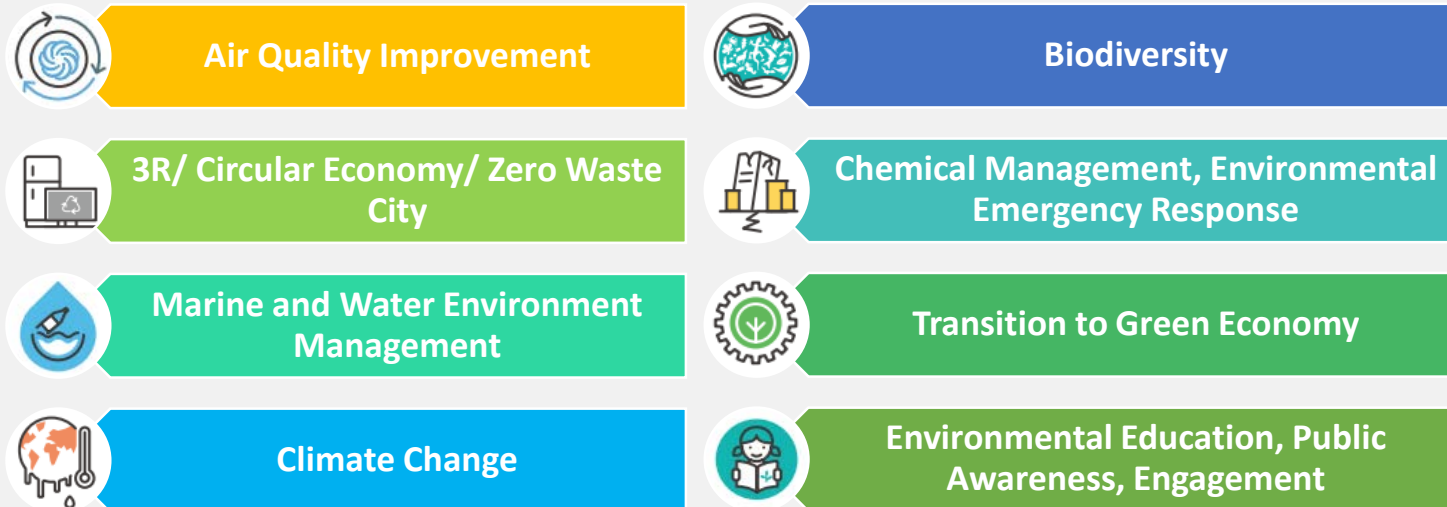 Air Quality Improvement
Biodiversity
3R/ Circular Economy/ Zero Waste
City
Chemical Management, Environmental
Emergency Response
Marine and Water Environment
Management
Transition to Green Economy
Climate Change
Environmental Education, Public
Awareness, Engagement